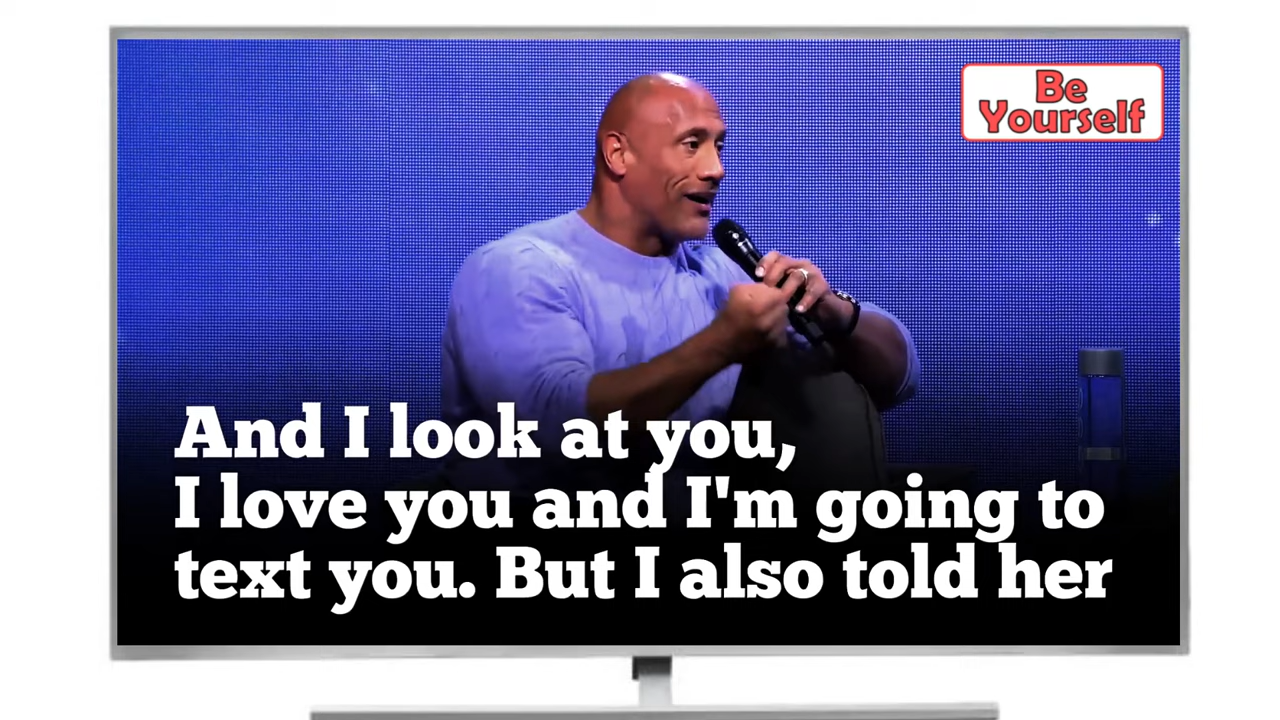 Be
Yourself
And I look at you,
I love you and I'm going to
text you. But I also told her